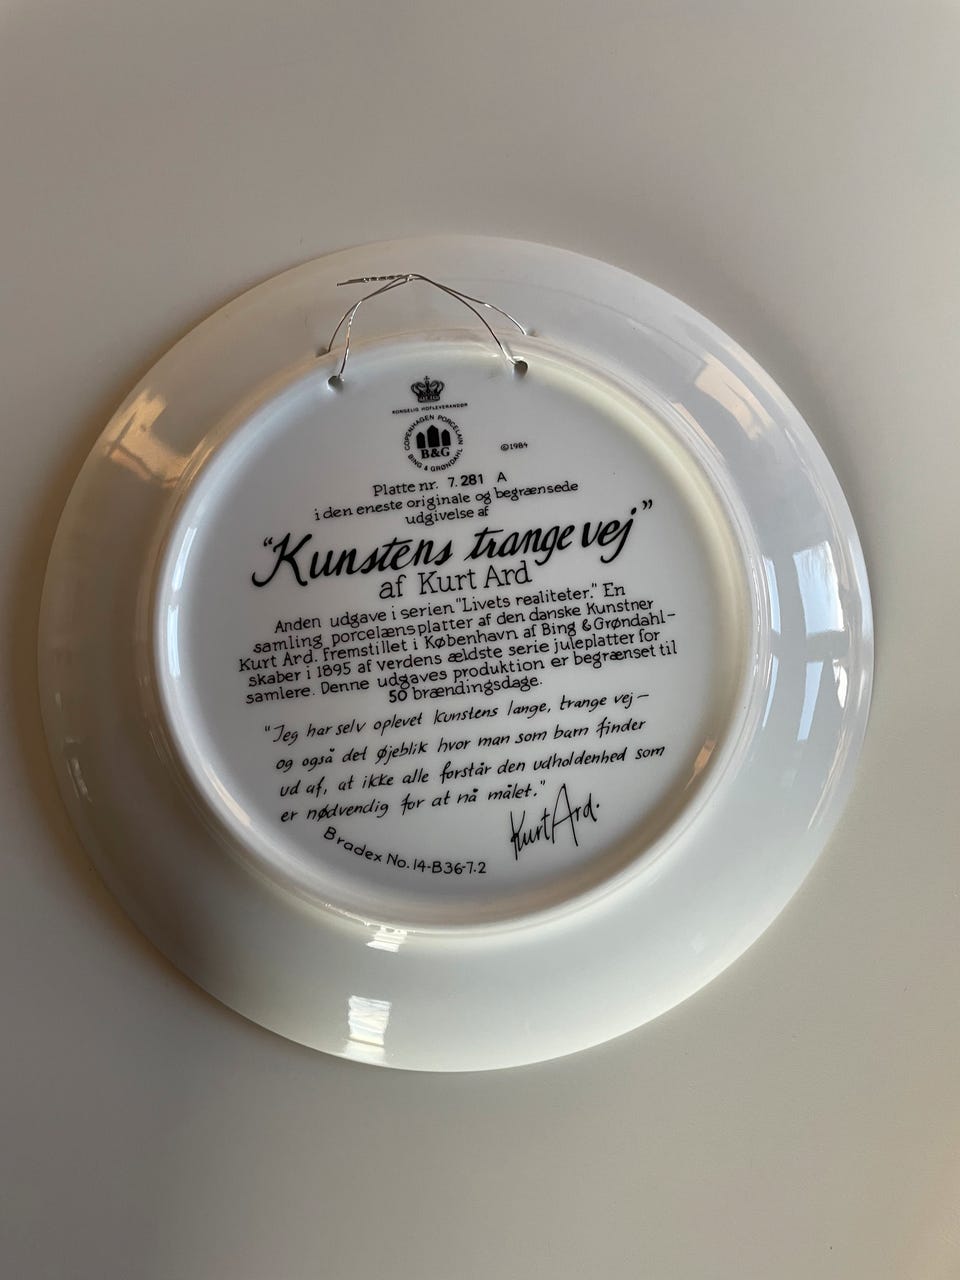 KONGELIG HOFLEVERANDØR
COPENHAGEN PORCELAIN
B&G
BING & GRØNDAHL
©1984
Platte nr. 7.281 A
i den eneste originale og begrænsede
udgivelse af
"Kunstens trange vej"
af Kurt Ard
Anden udgave i serien "Livets realiteter." En
samling porcelænsplatter af den danske Kunstner
Kurt Ard. Fremstillet i København af Bing & Grøndahl–
skaber i 1895 af verdens ældste serie juleplatter for
samlere. Denne udgaves produktion er begrænset til
50 brændingsdage.
"Jeg har selv oplevet kunstens lange, trange vej –
og også det øjeblik hvor man som barn finder
ud af, at ikke alle forstår den udholdenhed som
er nødvendig for at nå målet."
Kurt Ard.
Bradex No. 14-B36-7.2